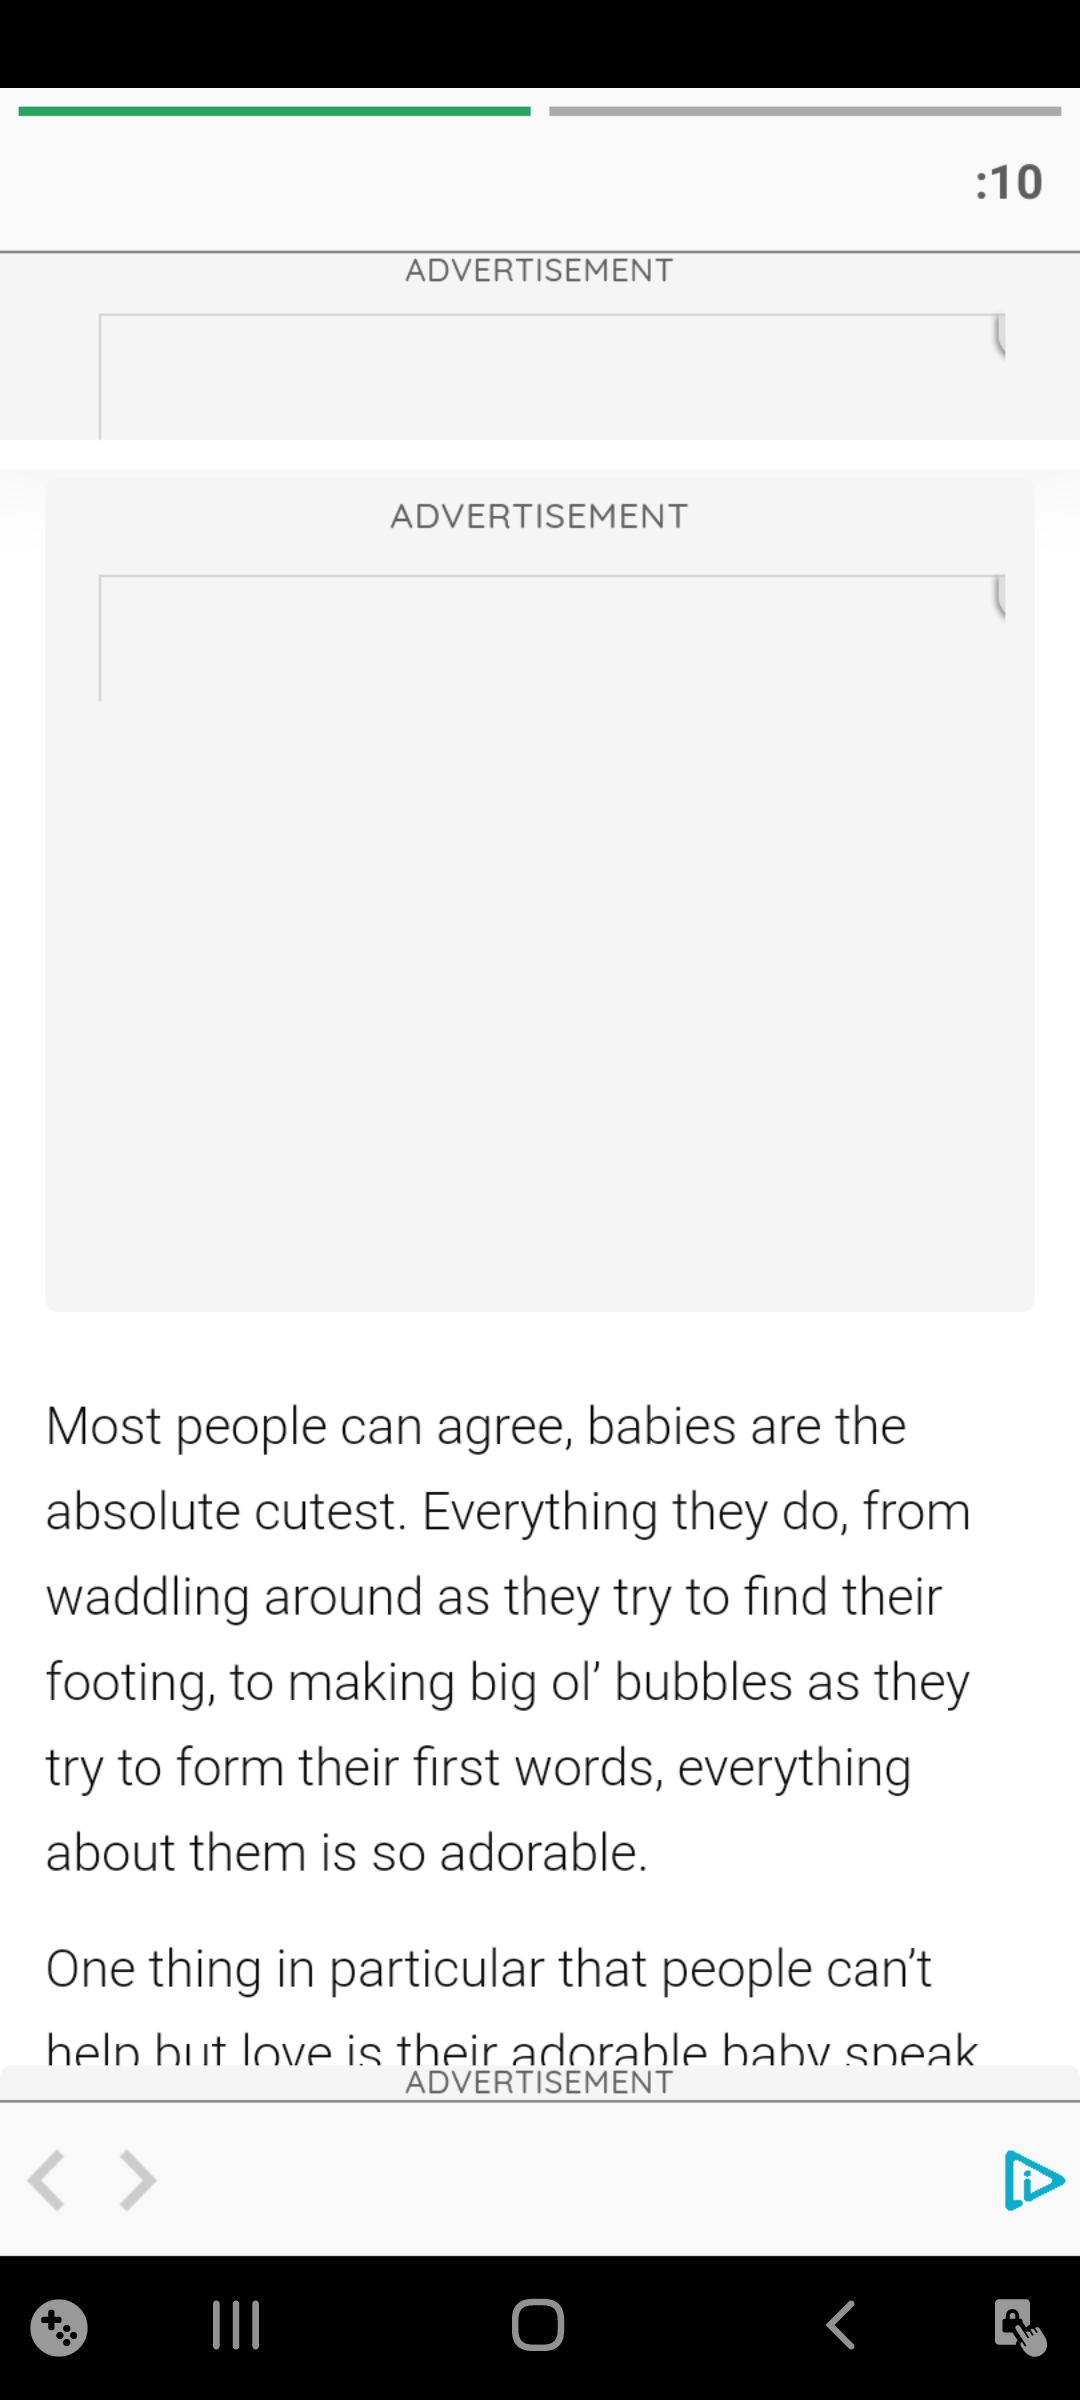 :10
ADVERTISEMENT
ADVERTISEMENT
Most people can agree, babies are the
absolute cutest. Everything they do, from
waddling around as they try to find their
footing, to making big ol’ bubbles as they
try to form their first words, everything
about them is so adorable.
One thing in particular that people can’t
help but love is their adorable baby speak
ADVERTISEMENT